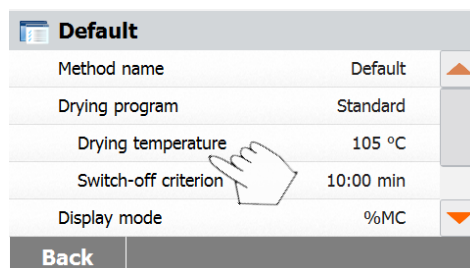 Default
Method name Default
Drying program Standard
Drying temperature 105 ºC
Switch-off criterion 10:00 min
Display mode %MC
Back